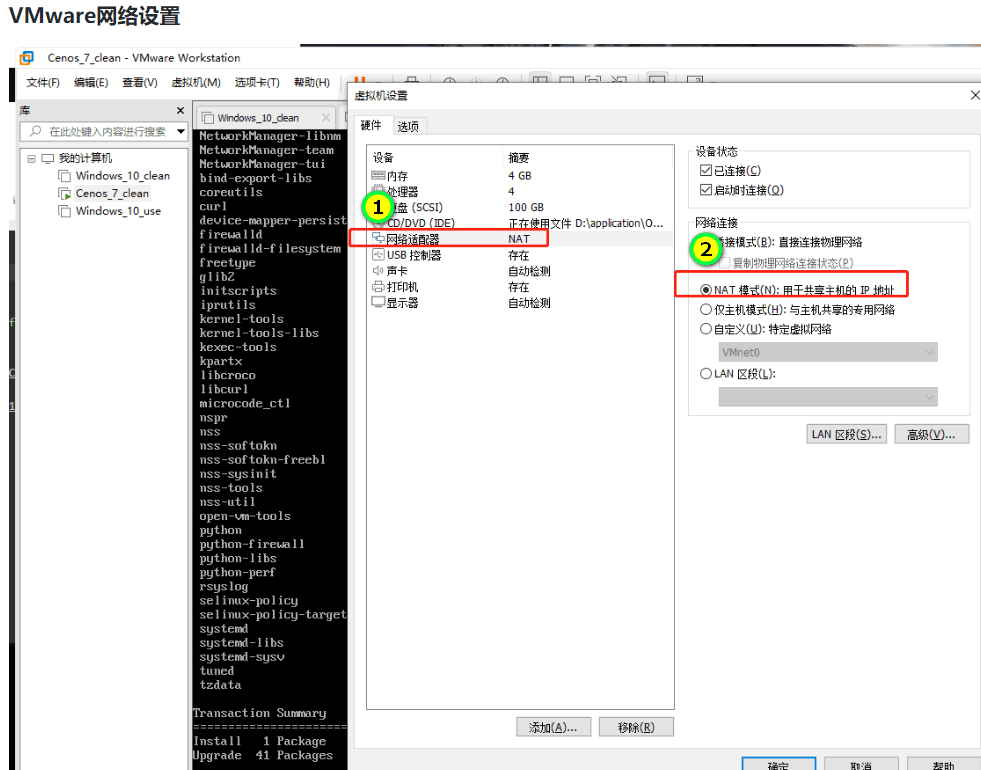 VMware网络设置
Cenos_7_clean - VMware Workstation
文件(F) 编辑(E) 查看(V) 虚拟机(M) 选项卡(T) 帮助(H)
库
在此处键入内容进行搜索
我的计算机
Windows_10_clean
Cenos_7_clean
Windows_10_use
Windows_10_clean
NetworkManager-libnm
NetworkManager-team
NetworkManager-tui
bind-export-libs
coreutils
curl
device-mapper-persist
firewalld
firewalld-filesystem
freetype
glib2
initscripts
iprutils
kernel-tools
kernel-tools-libs
kexec-tools
kpartx
libcroco
libcurl
microcode_ctl
nspr
nss
nss-softokn
nss-softokn-freebl
nss-sysinit
nss-tools
nss-util
open-vm-tools
python
python-firewall
python-libs
python-perf
rsyslog
selinux-policy
selinux-policy-target
systemd
systemd-libs
systemd-sysv
tuned
tzdata
Transaction Summary
Install 1 Package
Upgrade 41 Packages
虚拟机设置
硬件 选项
设备 摘要
内存 4 GB
处理器 4
1
盘 (SCSI) 100 GB
CD/DVD (IDE) 正在使用文件 D:\application\O...
网络适配器 NAT
USB 控制器 存在
声卡 自动检测
打印机 存在
显示器 自动检测
添加(A)... 移除(R)
设备状态
已连接(C)
启动时连接(O)
网络连接
2
接模式(B): 直接连接物理网络
复制物理网络连接状态(P)
NAT 模式(N): 用于共享主机的 IP 地址
仅主机模式(H): 与主机共享的专用网络
自定义(U): 特定虚拟网络
VMnet0
LAN 区段(L):
LAN 区段(S)... 高级(V)...
确定 取消 帮助